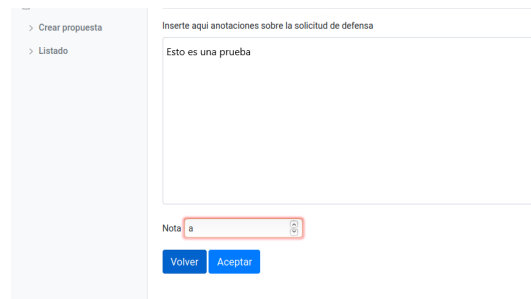 Crear propuesta
Listado
Inserte aqui anotaciones sobre la solicitud de defensa
Esto es una prueba
Nota a
Volver Aceptar